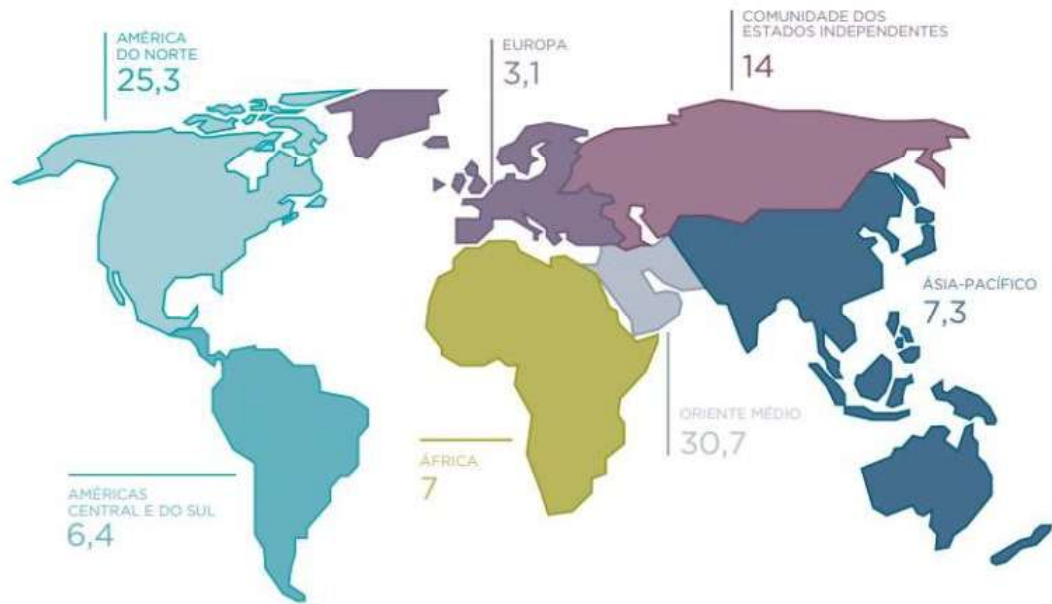 AMÉRICA
DO NORTE
25,3
EUROPA
3,1
COMUNIDADE DOS
ESTADOS INDEPENDENTES
14
ÁSIA-PACÍFICO
7,3
ORIENTE MÉDIO
30,7
ÁFRICA
7
AMÉRICAS
CENTRAL E DO SUL
6,4